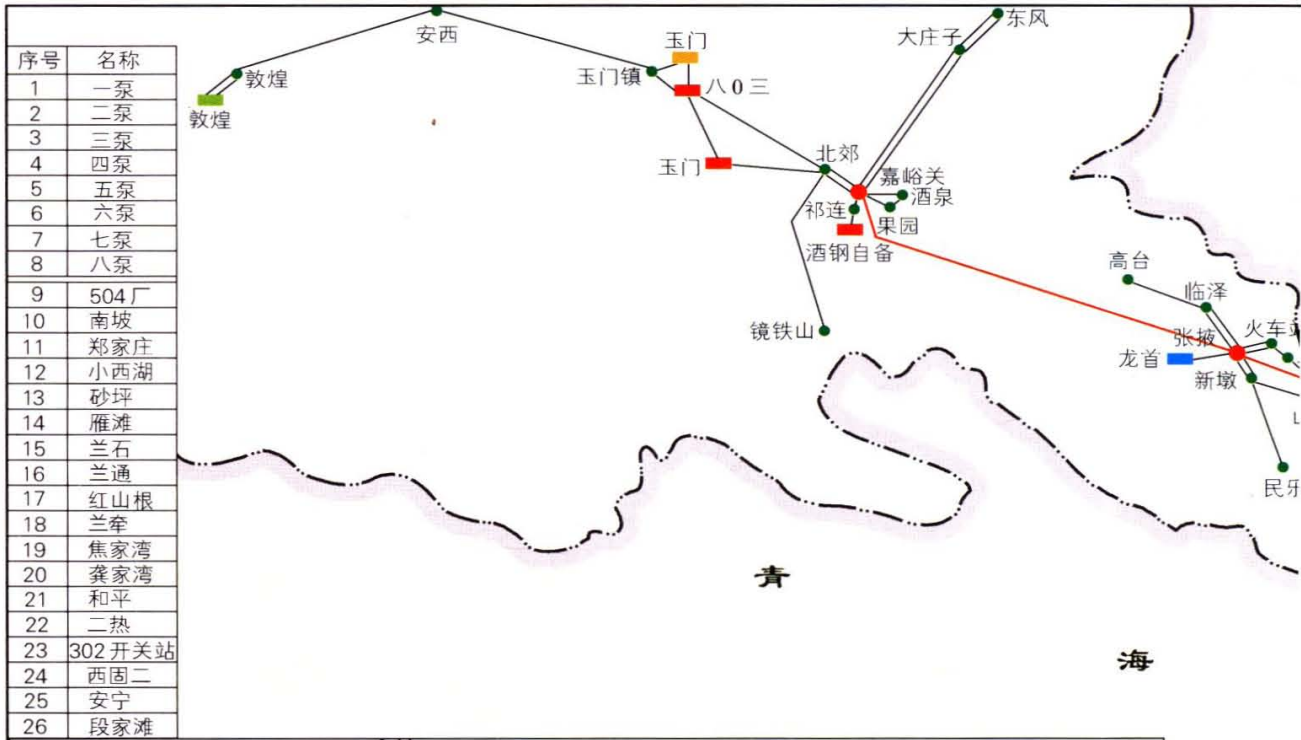 序号 名称
1 一泵
2 二泵
3 三泵
4 四泵
5 五泵
6 六泵
7 七泵
8 八泵
9 504厂
10 南坡
11 郑家庄
12 小西湖
13 砂坪
14 雁滩
15 兰石
16 兰通
17 红山根
18 兰牵
19 焦家湾
20 龚家湾
21 和平
22 二热
23 302开关站
24 西固二
25 安宁
26 段家滩
安西
敦煌
敦煌
玉门
玉门镇
八0三
玉门
大庄子
东风
北郊
嘉峪关
酒泉
祁连
果园
酒钢自备
镜铁山
高台
临泽
火车
张掖
龙首
新墩
民乐
青
海